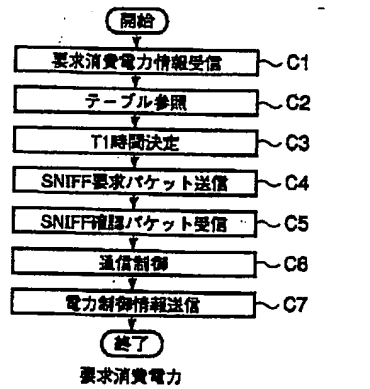 開始
要求消費電力情報受信 C1
テーブル参照 C2
T1時間決定 C3
SNIFF要求パケット送信 C4
SNIFF確認パケット受信 C5
通信制御 C6
電力制御情報送信 C7
終了
要求消費電力